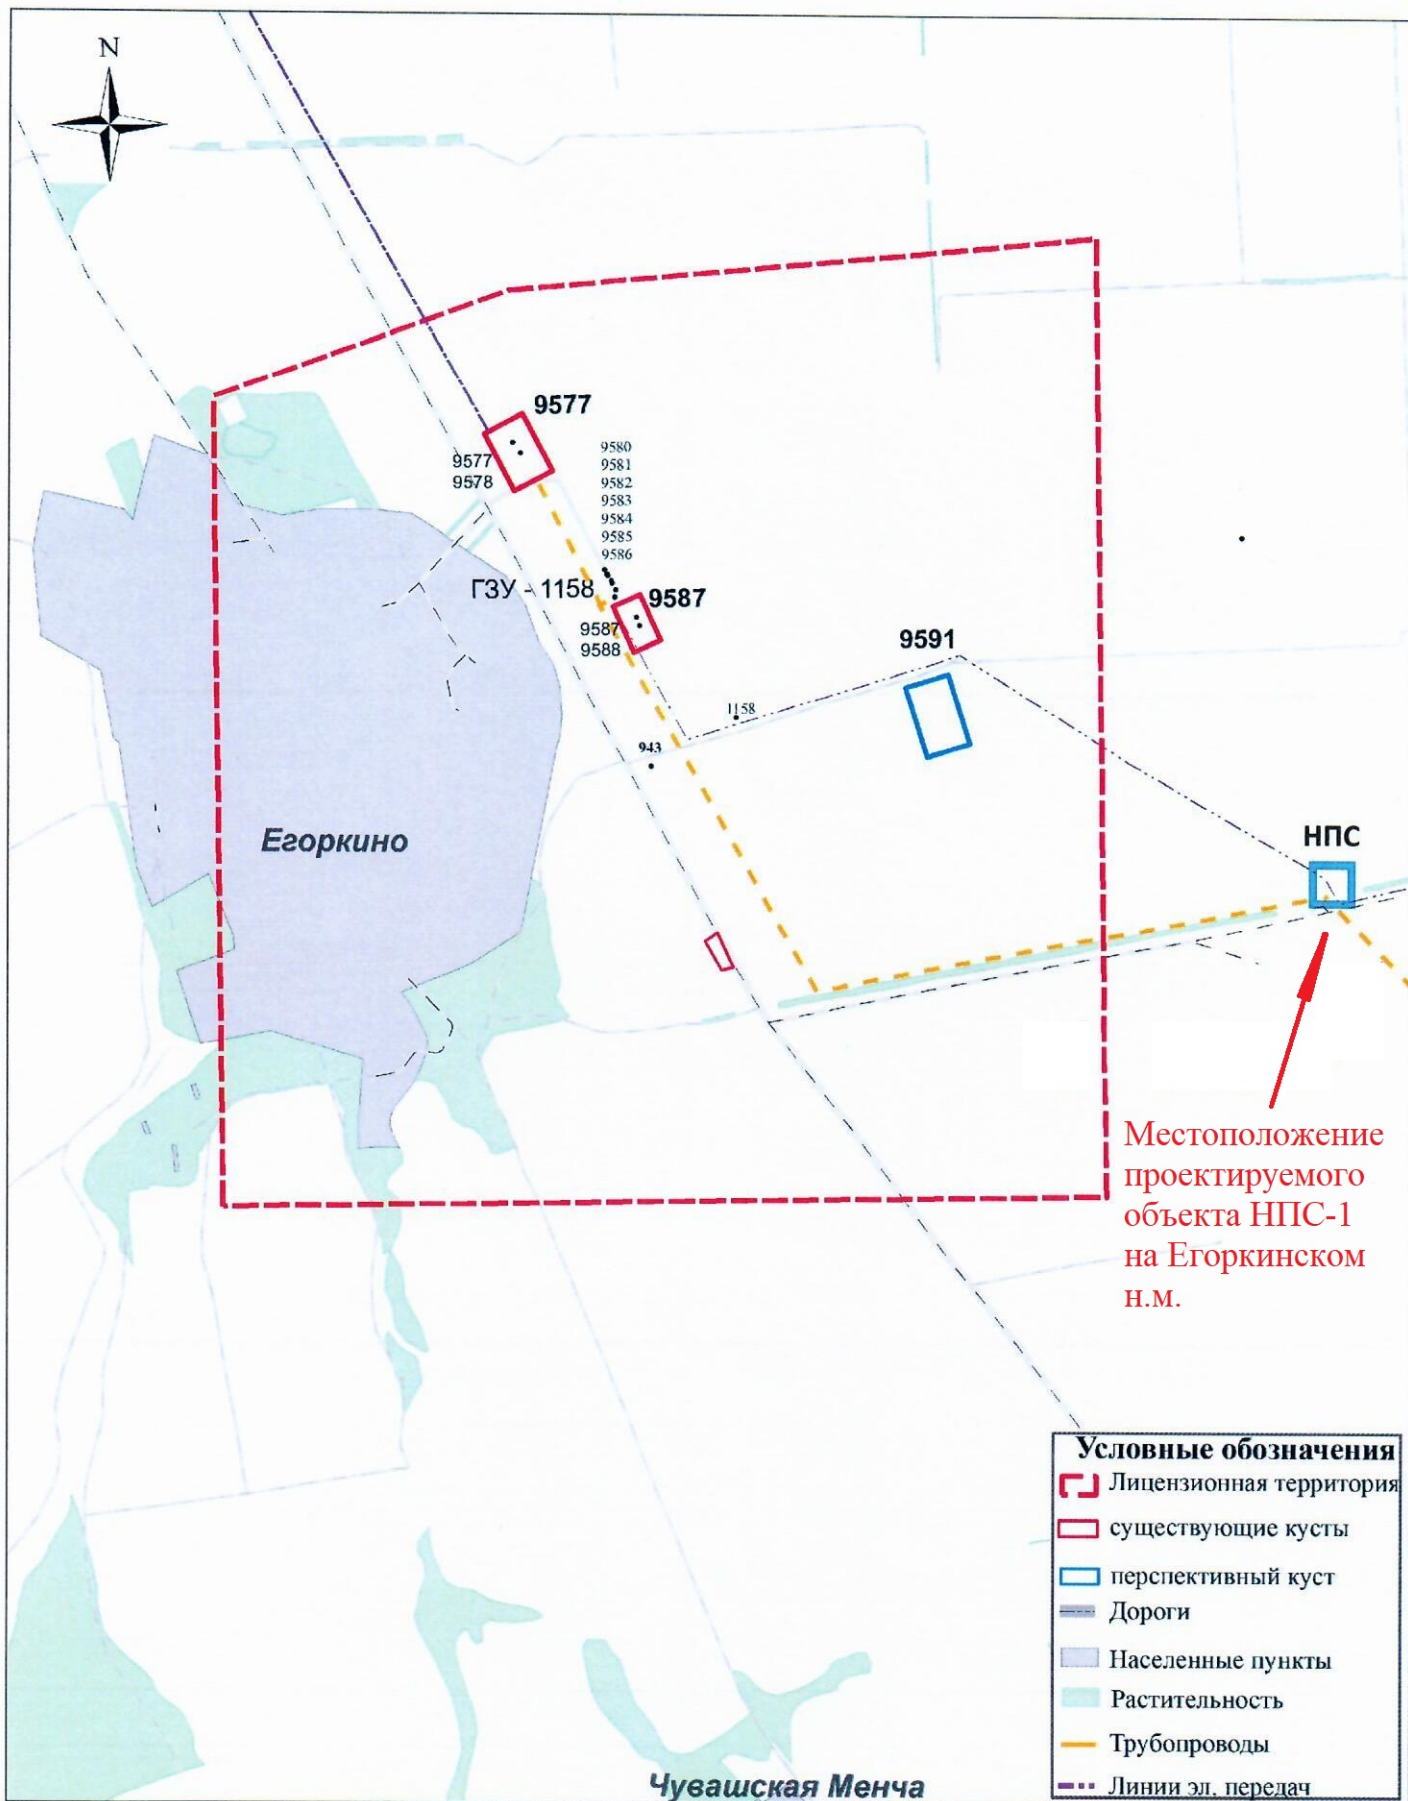 N
9577
9577
9578
9580
9581
9582
9583
9584
9585
9586
ГЗУ - 1158
9587
9587
9588
9591
1158
943
Егоркино
НПС
Местоположение
проектируемого
объекта НПС-1
на Егоркинском
н.м.
Условные обозначения
Лицензионная территория
существующие кусты
перспективный куст
Дороги
Населенные пункты
Растительность
Трубопроводы
Линии эл. передач
Чувашская Менча